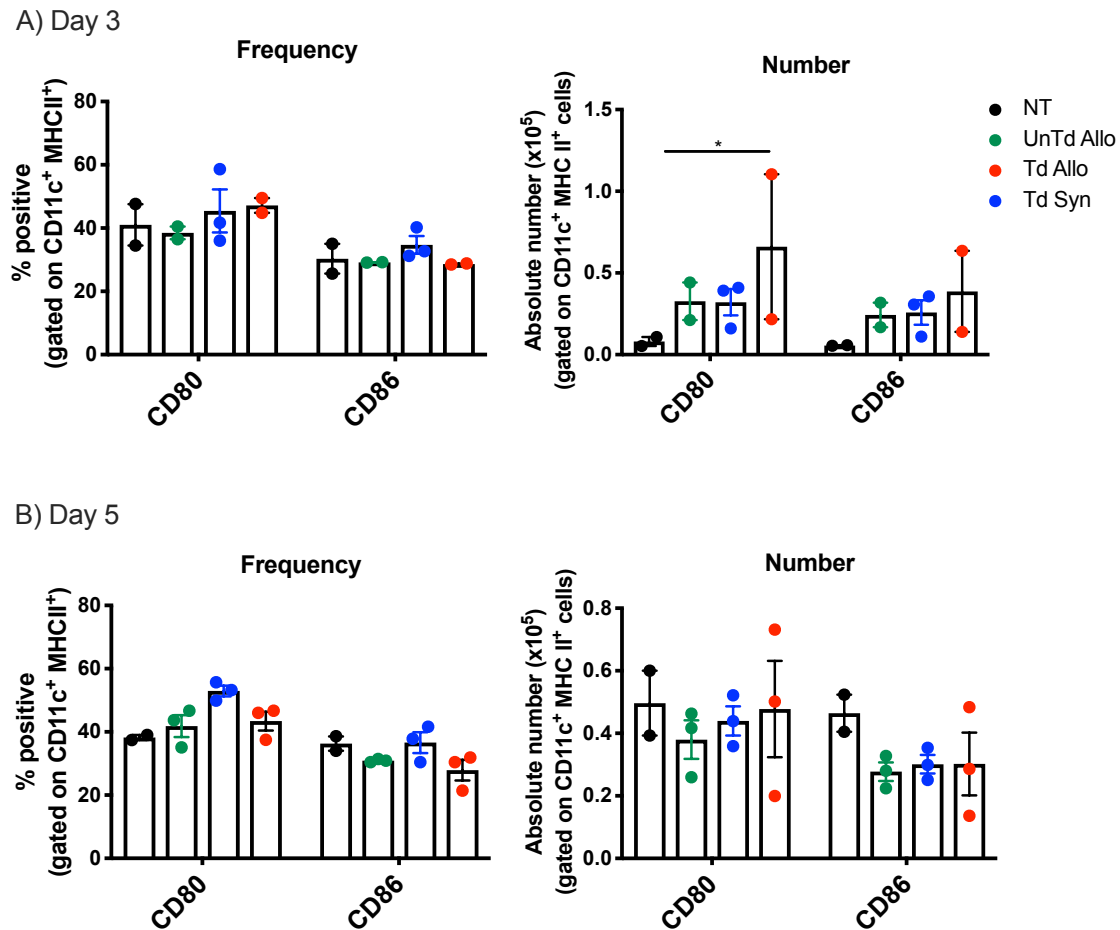 A) Day 3
Frequency
% positive
(gated on CD11c⁺ MHCII⁺)
80
60
40
20
0
CD80
CD86
Number
Absolute number (x10⁵)
(gated on CD11c⁺ MHC II⁺ cells)
1.5
1.0
0.5
0.0
*
CD80
CD86
NT
UnTd Allo
Td Allo
Td Syn
B) Day 5
Frequency
% positive
(gated on CD11c⁺ MHCII⁺)
80
60
40
20
0
CD80
CD86
Number
Absolute number (x10⁵)
(gated on CD11c⁺ MHC II⁺ cells)
0.8
0.6
0.4
0.2
0.0
CD80
CD86